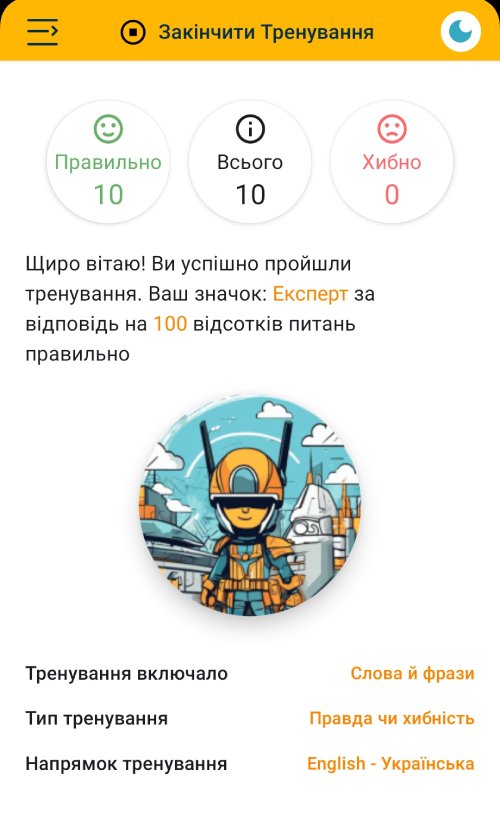 Закінчити Тренування
Правильно
10
Всього
10
Хибно
0
Щиро вітаю! Ви успішно пройшли
тренування. Ваш значок: Експерт за
відповідь на 100 відсотків питань
правильно
Тренування включало Слова й фрази
Тип тренування Правда чи хибність
Напрямок тренування English - Українська